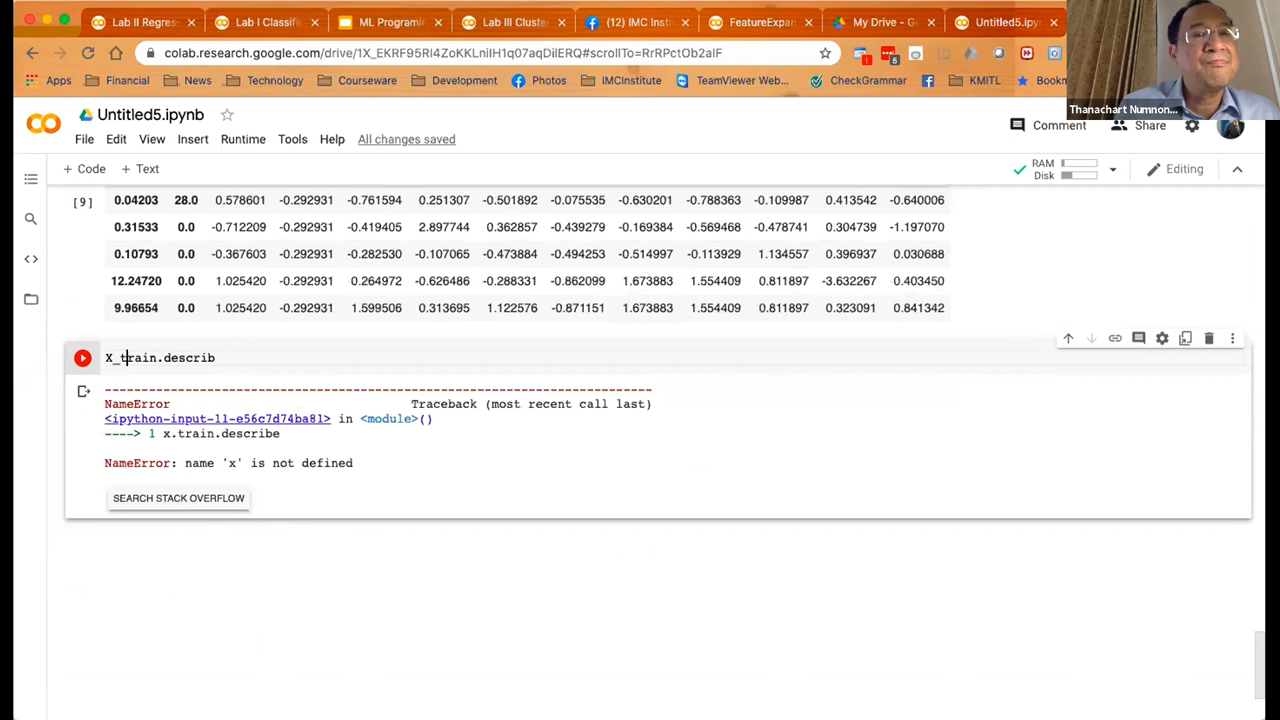 Lab II Regres
Lab I Classifi
ML Programin
Lab III Cluste
(12) IMC Inst
FeatureExpan
My Drive - G
Untitled5.ipy
colab.research.google.com/drive/1X_EKRF95Rl4ZoKKLnilH1q07aqDilERQ#scrollTo=RrRPctOb2alF
5
Apps Financial News Technology Courseware Development Photos IMCInstitute TeamViewer Web... CheckGrammar KMITL Bookm
Thanachart Numnon...
Untitled5.ipynb
Comment Share
File Edit View Insert Runtime Tools Help All changes saved
+ Code + Text
RAM
Disk
Editing
[9]
0.04203 28.0 0.578601 -0.292931 -0.761594 0.251307 -0.501892 -0.075535 -0.630201 -0.788363 -0.109987 0.413542 -0.640006
0.31533 0.0 -0.712209 -0.292931 -0.419405 2.897744 0.362857 -0.439279 -0.169384 -0.569468 -0.478741 0.304739 -1.197070
0.10793 0.0 -0.367603 -0.292931 -0.282530 -0.107065 -0.473884 -0.494253 -0.514997 -0.113929 1.134557 0.396937 0.030688
12.24720 0.0 1.025420 -0.292931 0.264972 -0.626486 -0.288331 -0.862099 1.673883 1.554409 0.811897 -3.632267 0.403450
9.96654 0.0 1.025420 -0.292931 1.599506 0.313695 1.122576 -0.871151 1.673883 1.554409 0.811897 0.323091 0.841342
X_train.describ
---------------------------------------------------------------------------
NameError Traceback (most recent call last)
<ipython-input-11-e56c7d74ba81> in <module>()
----> 1 x.train.describe
NameError: name 'x' is not defined
SEARCH STACK OVERFLOW